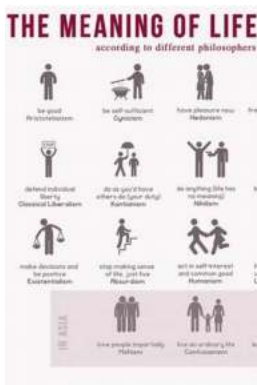 THE MEANING OF LIFE
according to different philosophers
be good
Aristotelianism
be self-sufficient
Cynicism
have pleasure now
Hedonism
defend individual
liberty
Classical Liberalism
do as you'd have
others do (your duty)
Kantianism
do anything (life has
no meaning)
Nihilism
make decisions and
be positive
Existentialism
stop making sense
of life, just live
Absurdism
act in self-interest
and common good
Humanism
IN ASIA
love people impartially
Mohism
live an ordinary life
Confucianism